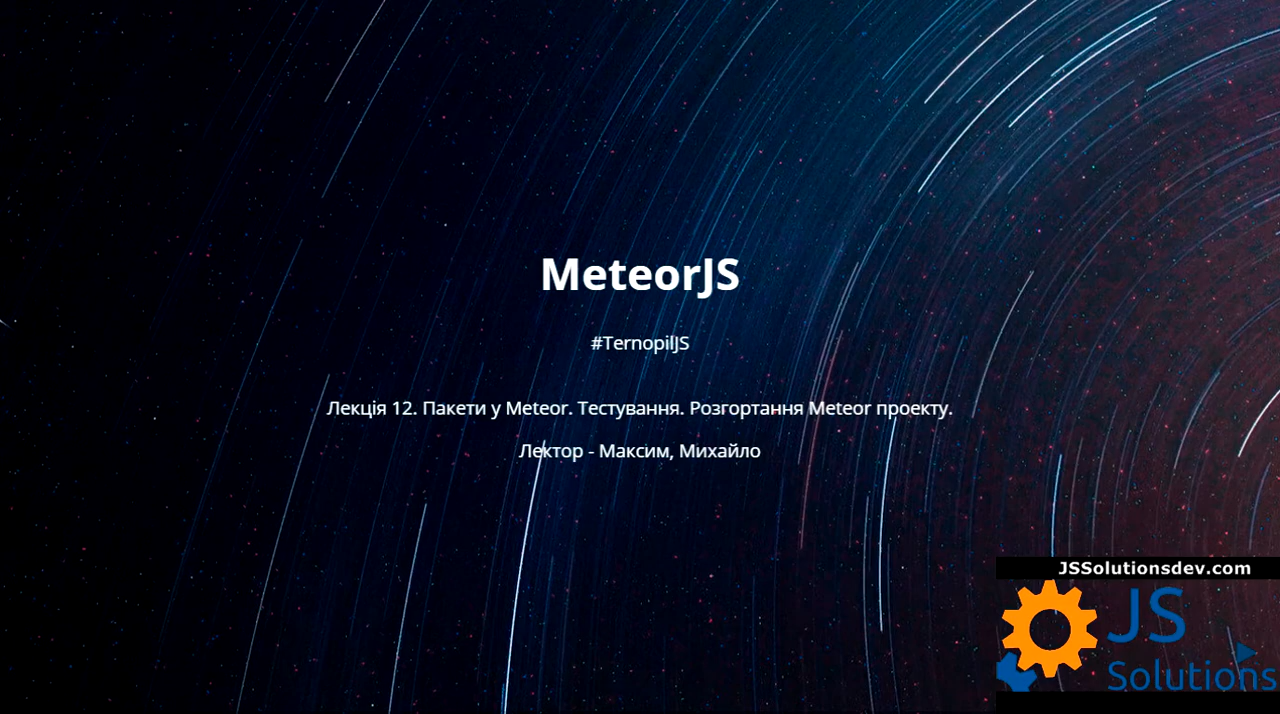 MeteorJS
#TernopilJS
Лекція 12. Пакети у Meteor. Тестування. Розгортання Meteor проекту.
Лектор - Максим, Михайло
JSSolutionsdev.com
JS
Solutions